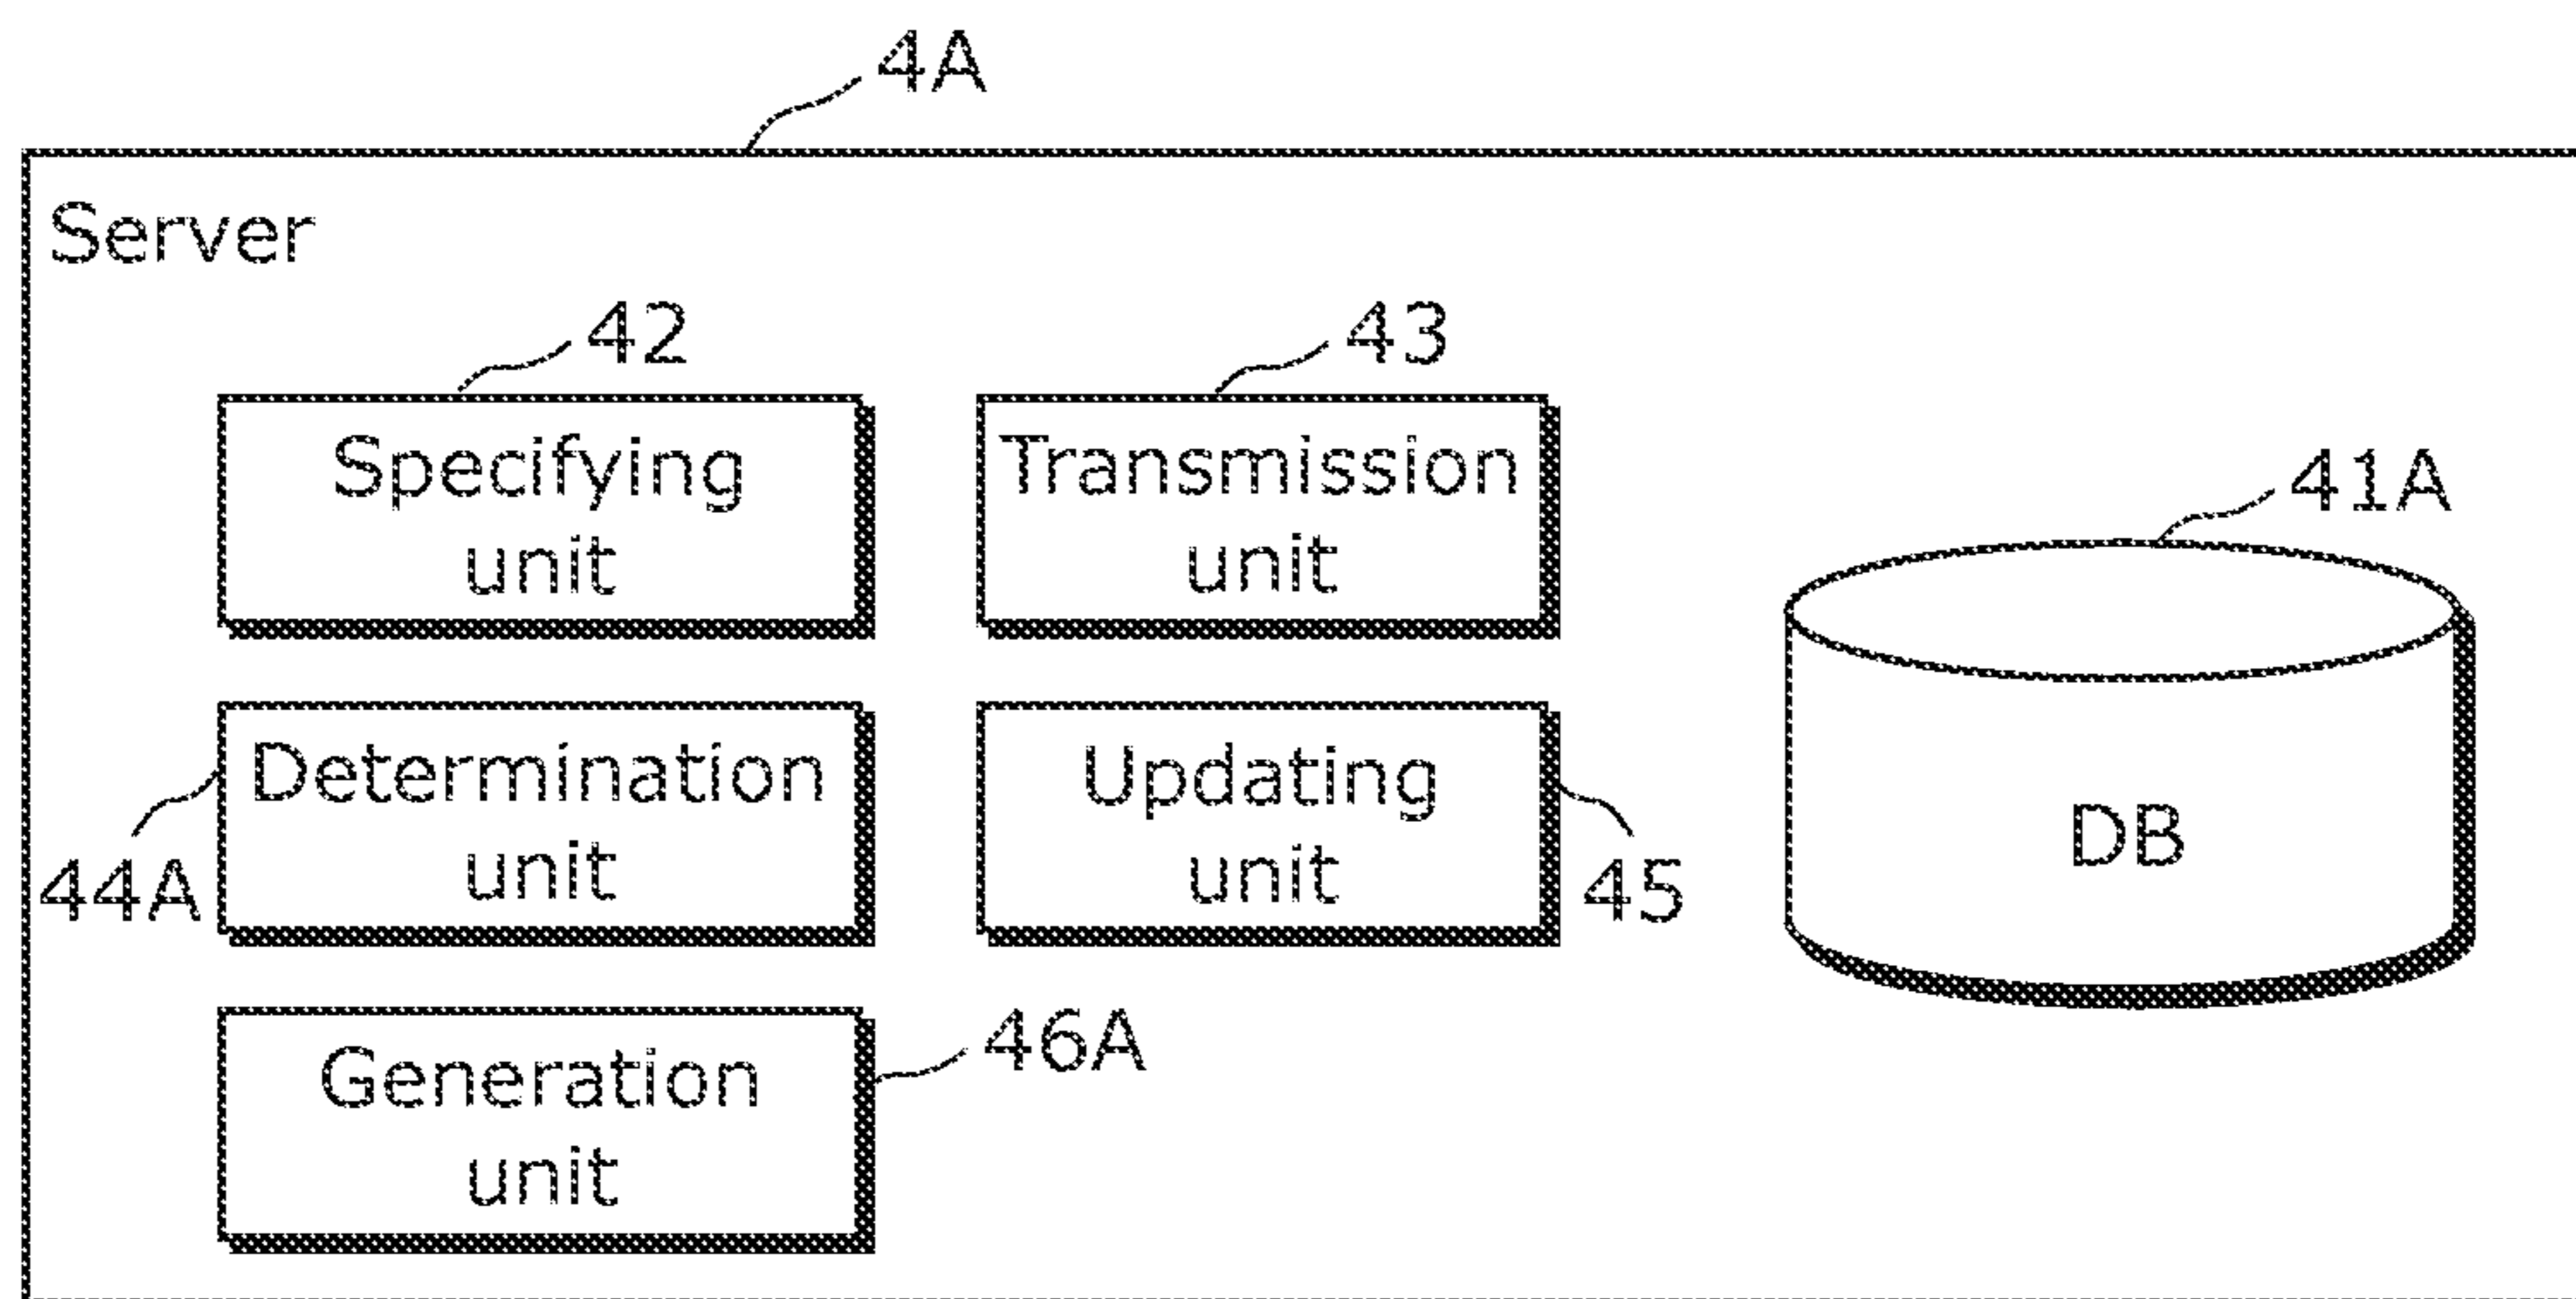 4A
Server
42
43
Specifying
unit
Transmission
unit
41A
DB
Determination
unit
44A
Updating
unit
45
Generation
unit
46A